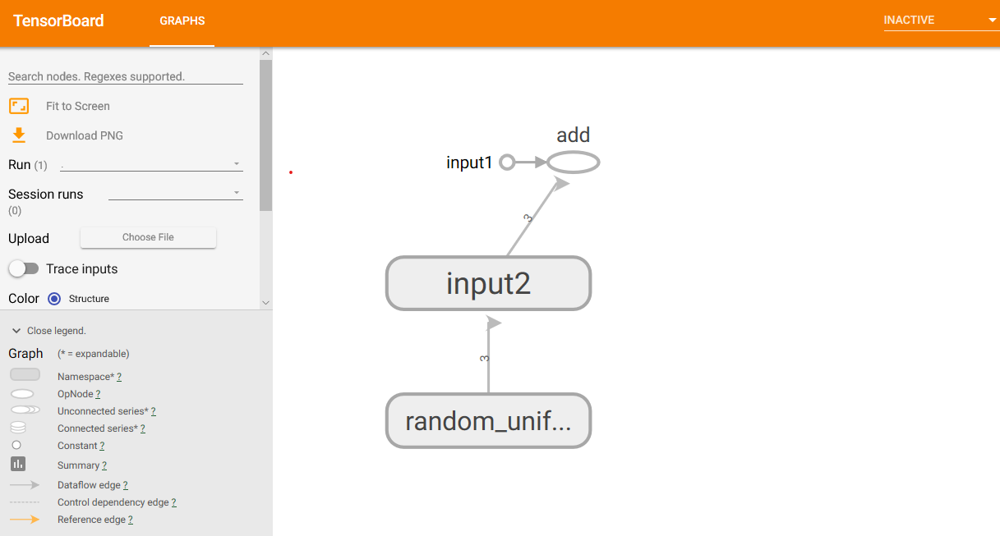 TensorBoard GRAPHS INACTIVE
Search nodes. Regexes supported.
Fit to Screen
Download PNG
Run (1) .
Session runs
(0)
Upload Choose File
Trace inputs
Color Structure
Close legend.
Graph (* = expandable)
Namespace* ?
OpNode ?
Unconnected series* ?
Connected series* ?
Constant ?
Summary ?
Dataflow edge ?
Control dependency edge ?
Reference edge ?
add
input1
3
input2
3
random_unif...